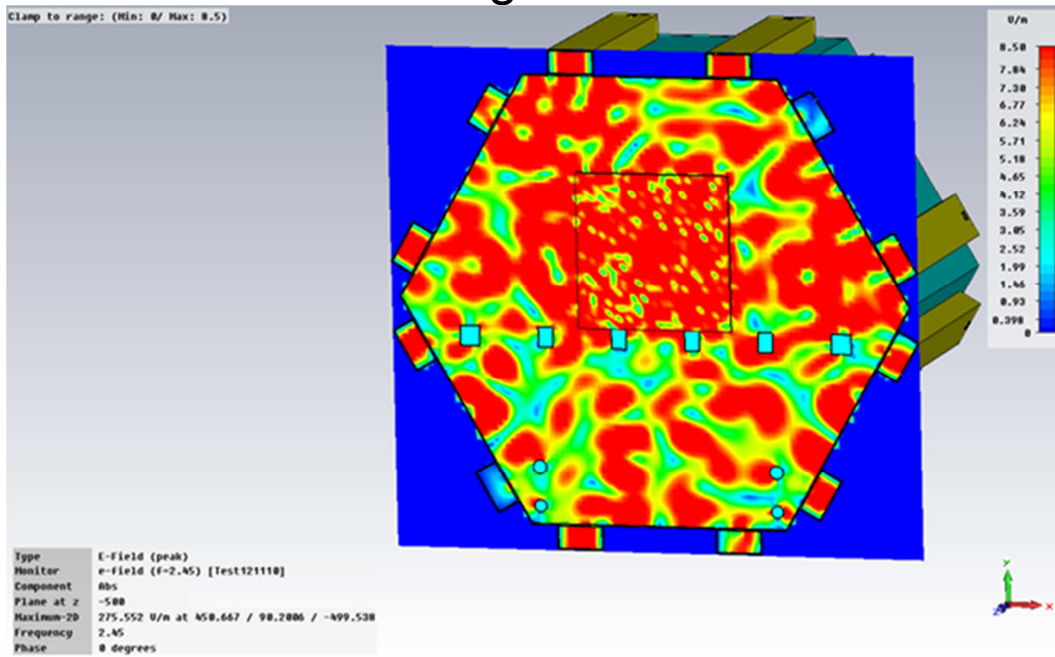 Clamp to range: (Min: 0/ Max: 8.5)
V/m
8.50
7.84
7.30
6.77
6.24
5.71
5.18
4.65
4.12
3.59
3.05
2.52
1.99
1.46
0.93
0.398
0
Type E-Field (peak)
Monitor e-field (f=2.45) [Test121110]
Component Abs
Plane at z -500
Maximum-2D 275.552 V/m at 450.667 / 90.2006 / -499.538
Frequency 2.45
Phase 0 degrees
y
x
z